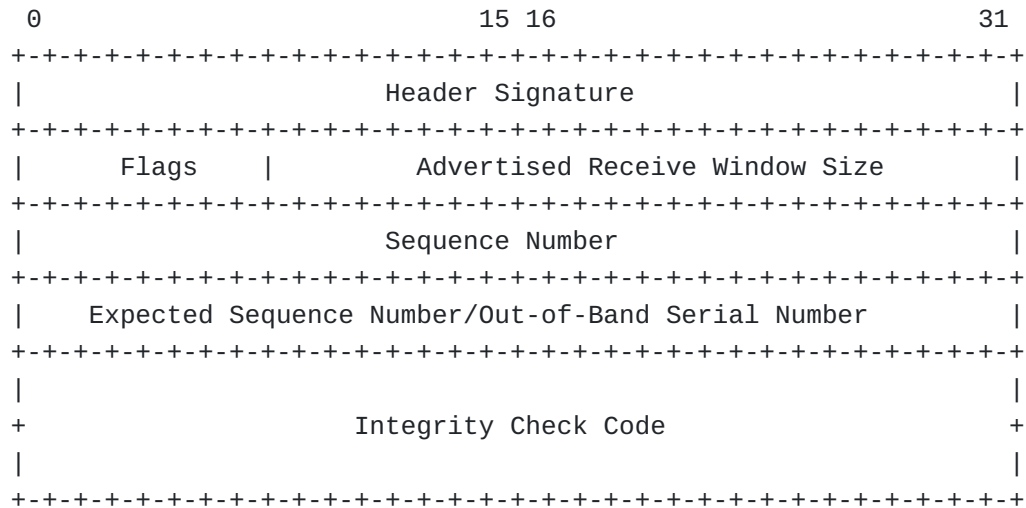 0                            15 16                           31
+-+-+-+-+-+-+-+-+-+-+-+-+-+-+-+-+-+-+-+-+-+-+-+-+-+-+-+-+-+-+-+-+
|                       Header Signature                        |
+-+-+-+-+-+-+-+-+-+-+-+-+-+-+-+-+-+-+-+-+-+-+-+-+-+-+-+-+-+-+-+-+
|      Flags    |         Advertised Receive Window Size        |
+-+-+-+-+-+-+-+-+-+-+-+-+-+-+-+-+-+-+-+-+-+-+-+-+-+-+-+-+-+-+-+-+
|                       Sequence Number                         |
+-+-+-+-+-+-+-+-+-+-+-+-+-+-+-+-+-+-+-+-+-+-+-+-+-+-+-+-+-+-+-+-+
|    Expected Sequence Number/Out-of-Band Serial Number         |
+-+-+-+-+-+-+-+-+-+-+-+-+-+-+-+-+-+-+-+-+-+-+-+-+-+-+-+-+-+-+-+-+
|                                                               |
+                     Integrity Check Code                      +
|                                                               |
+-+-+-+-+-+-+-+-+-+-+-+-+-+-+-+-+-+-+-+-+-+-+-+-+-+-+-+-+-+-+-+-+